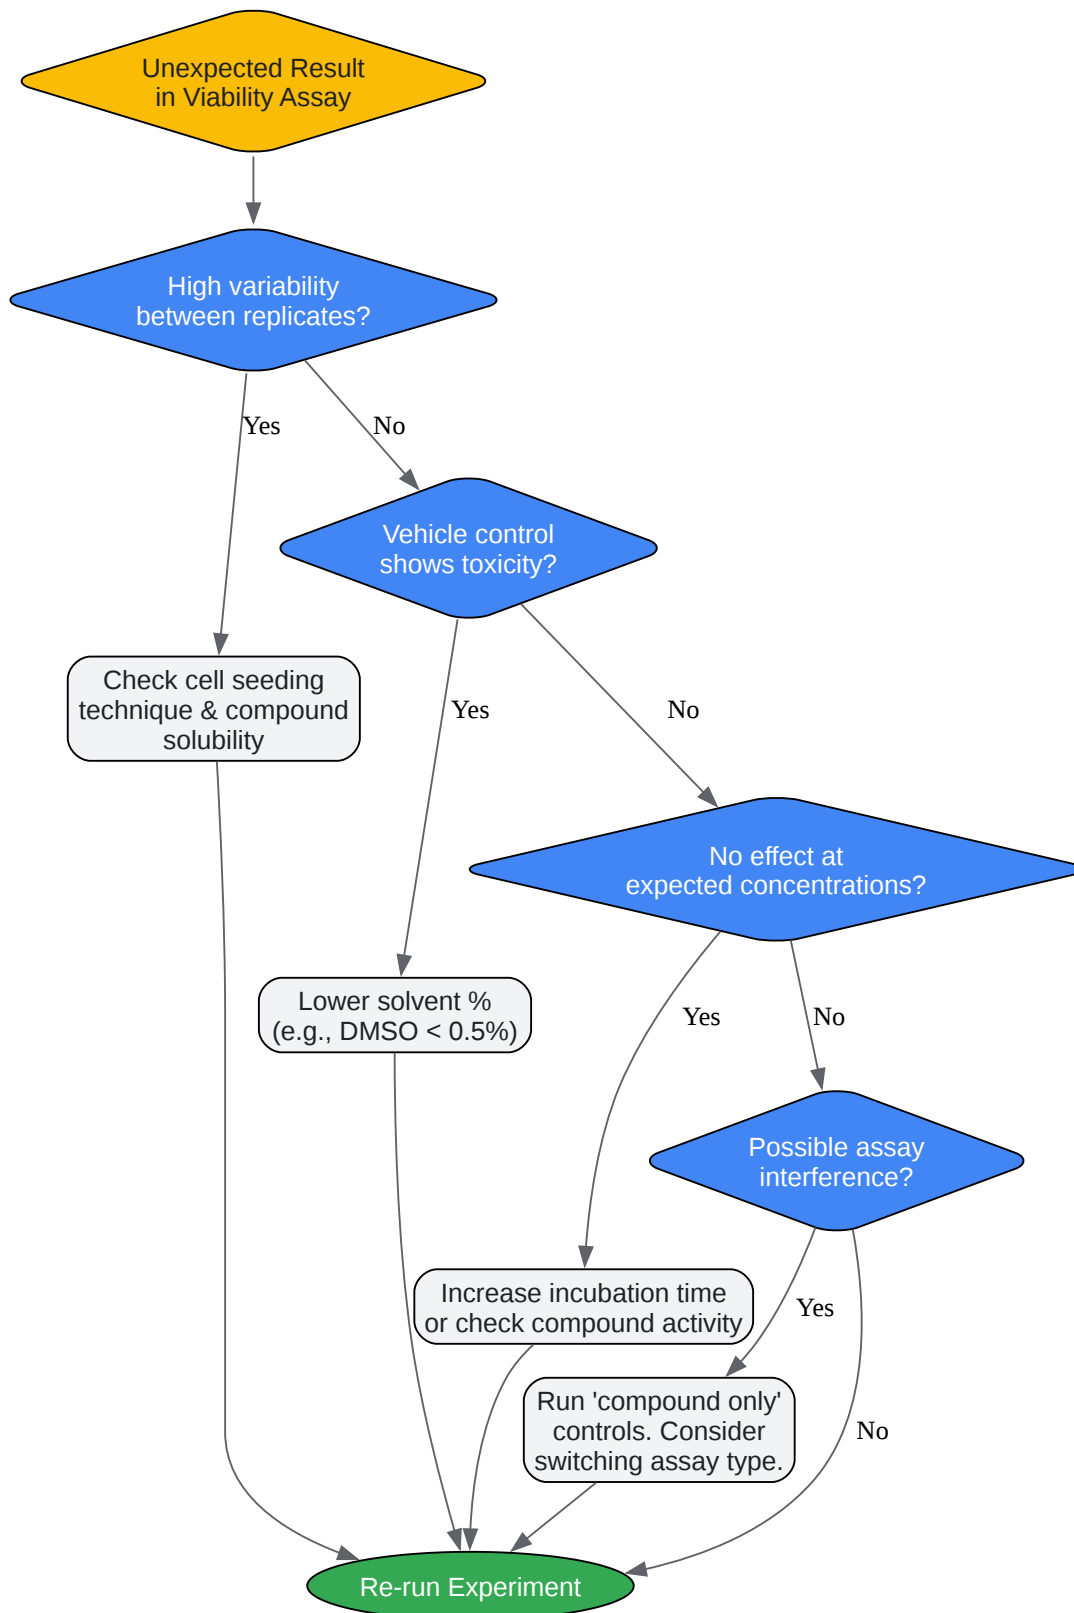 Unexpected Result
in Viability Assay
High variability
between replicates?
Yes
No
Vehicle control
shows toxicity?
Check cell seeding
technique & compound
solubility
Yes
No
No effect at
expected concentrations?
Lower solvent %
(e.g., DMSO < 0.5%)
Yes
No
Possible assay
interference?
Increase incubation time
or check compound activity
Yes
Run 'compound only'
controls. Consider
switching assay type.
No
Re-run Experiment